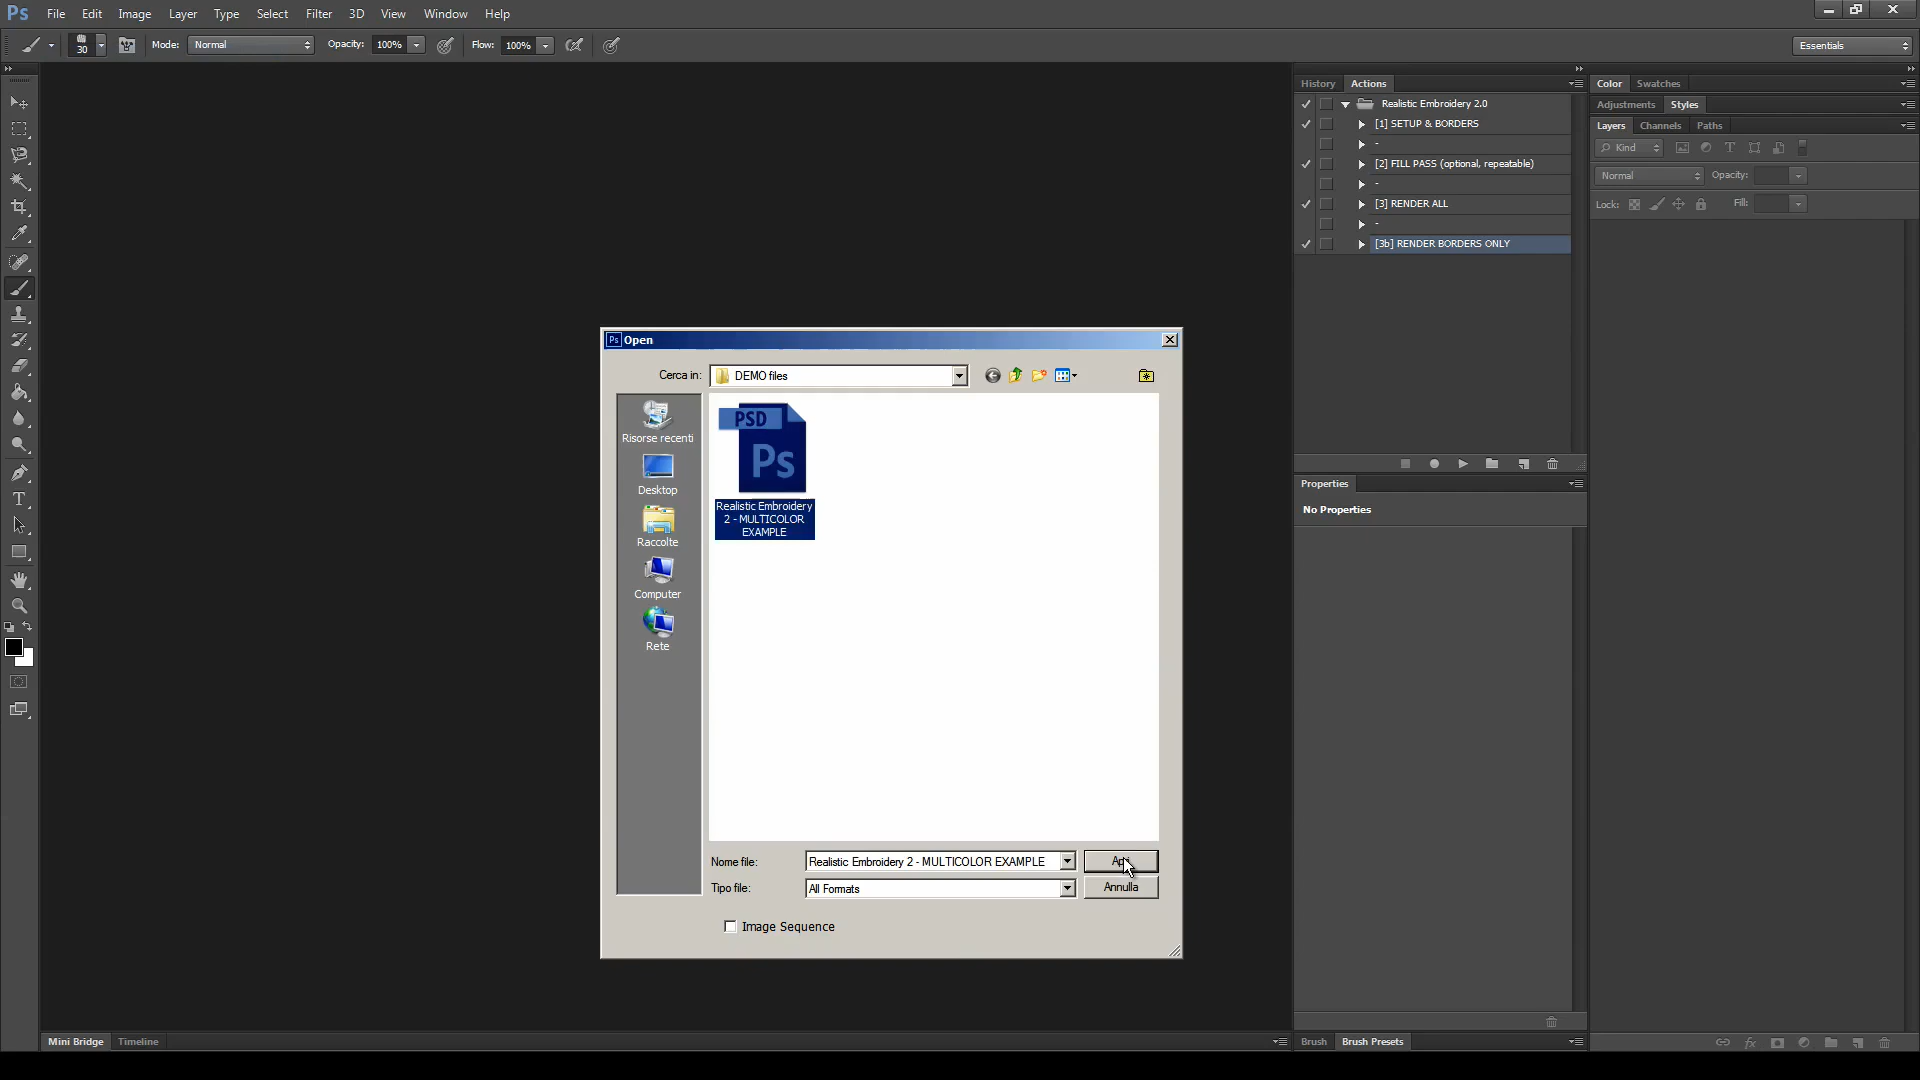 Ps File Edit Image Layer Type Select Filter 3D View Window Help
30 Mode: Normal Opacity: 100% Flow: 100% Essentials
History Actions Color Swatches
Realistic Embroidery 2.0 Adjustments Styles
[1] SETUP & BORDERS Layers Channels Paths
- Kind
[2] FILL PASS (optional, repeatable) Normal Opacity:
-
[3] RENDER ALL Lock: Fill:
-
[3b] RENDER BORDERS ONLY
Ps Open
Cerca in: DEMO files
PSD
Ps
Risorse recenti
Desktop
Raccolte
Computer
Rete
Realistic Embroidery
2 - MULTICOLOR
EXAMPLE
Properties
No Properties
Nome file: Realistic Embroidery 2 - MULTICOLOR EXAMPLE
Tipo file: All Formats Annulla
Image Sequence
Mini Bridge Timeline Brush Brush Presets
fx